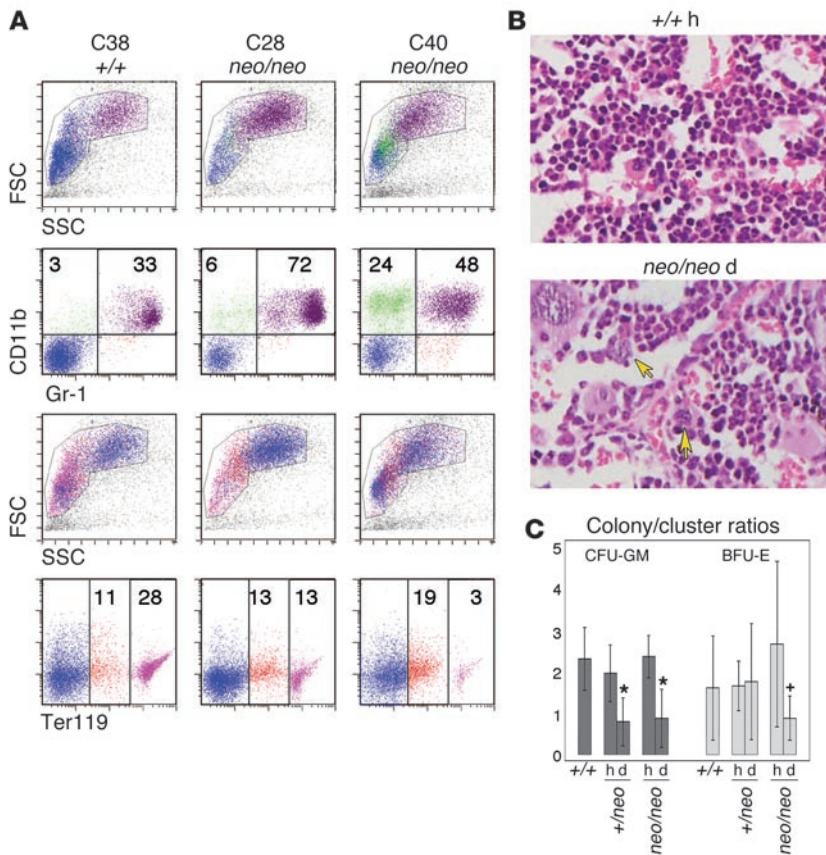 A
C38
+/+
C28
neo/neo
C40
neo/neo
FSC
SSC
3
33
6
72
24
48
CD11b
Gr-1
FSC
SSC
11
28
13
13
19
3
Ter119
B
+/+ h
neo/neo d
C
Colony/cluster ratios
CFU-GM
BFU-E
5
4
3
2
1
0
*
*
+
+/+
h d
+/neo
h d
neo/neo
+/+
h d
+/neo
h d
neo/neo